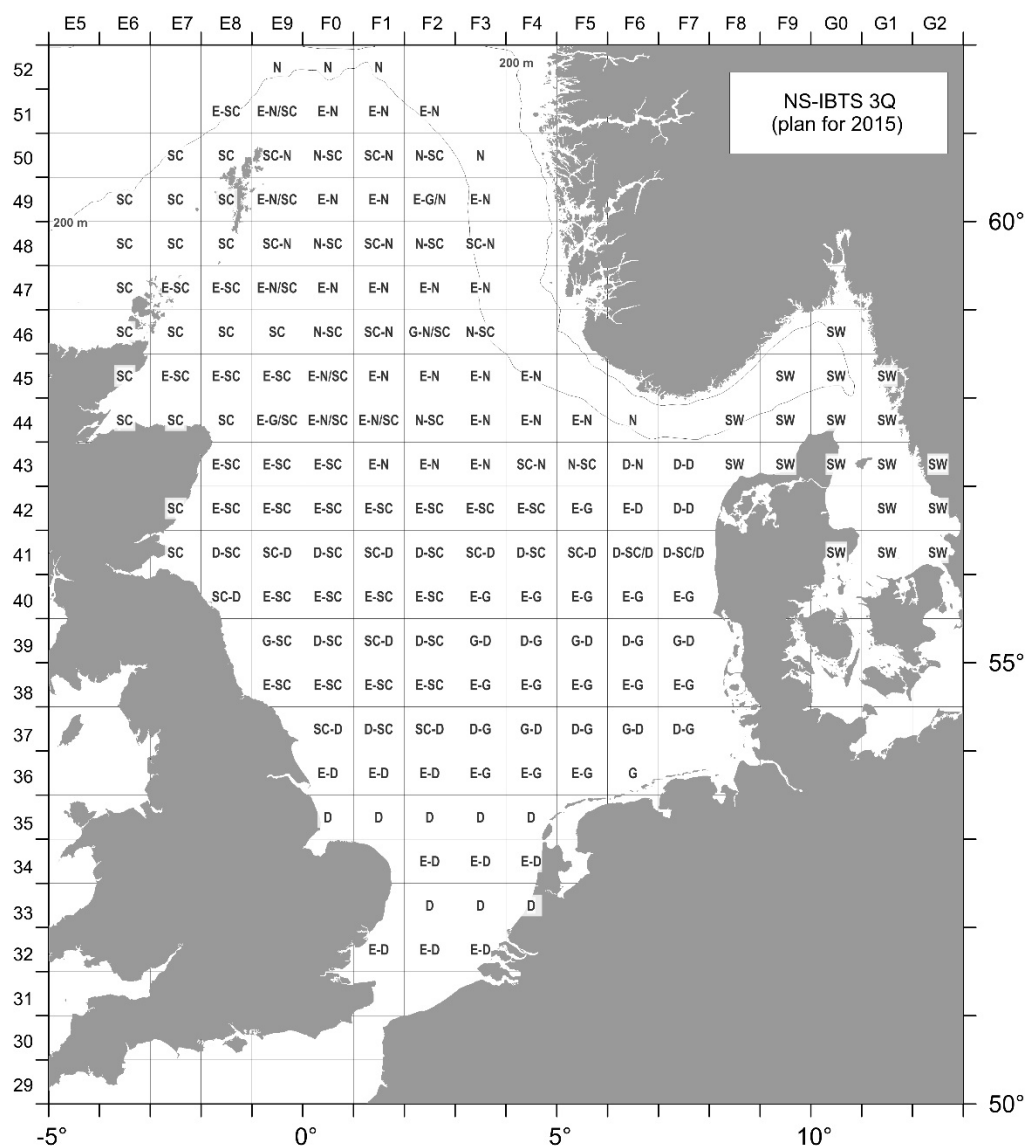 E5 E6 E7 E8 E9 F0 F1 F2 F3 F4 F5 F6 F7 F8 F9 G0 G1 G2
NS-IBTS 3Q
(plan for 2015)
200 m
52 N N N
51 E-SC E-N/SC E-N E-N E-N
50 SC SC SC-N N-SC SC-N N-SC N
49 SC SC SC E-N/SC E-N E-N E-G/N E-N
200 m
60°
48 SC SC SC SC-N N-SC SC-N N-SC SC-N
47 SC E-SC E-SC E-N/SC E-N E-N E-N E-N
46 SC SC SC SC N-SC SC-N G-N/SC N-SC SW
45 SC E-SC E-SC E-SC E-N/SC E-N E-N E-N E-N SW SW SW
44 SC SC SC E-G/SC E-N/SC E-N/SC N-SC E-N E-N E-N N SW SW SW SW
43 E-SC E-SC E-SC E-N E-N E-N SC-N N-SC D-N D-D SW SW SW SW SW
42 SC E-SC E-SC E-SC E-SC E-SC E-SC E-SC E-G E-D D-D SW SW
41 SC D-SC SC-D D-SC SC-D D-SC SC-D D-SC SC-D D-SC/D D-SC/D SW SW SW
40 SC-D E-SC E-SC E-SC E-SC E-G E-G E-G E-G E-G
39 G-SC D-SC SC-D D-SC G-D D-G G-D D-G G-D
55°
38 E-SC E-SC E-SC E-SC E-G E-G E-G E-G E-G
37 SC-D D-SC SC-D D-G G-D D-G G-D D-G
36 E-D E-D E-D E-G E-G E-G G
35 D D D D D
34 E-D E-D E-D
33 D D D
32 E-D E-D E-D
31
30
29
50°
-5° 0° 5° 10°